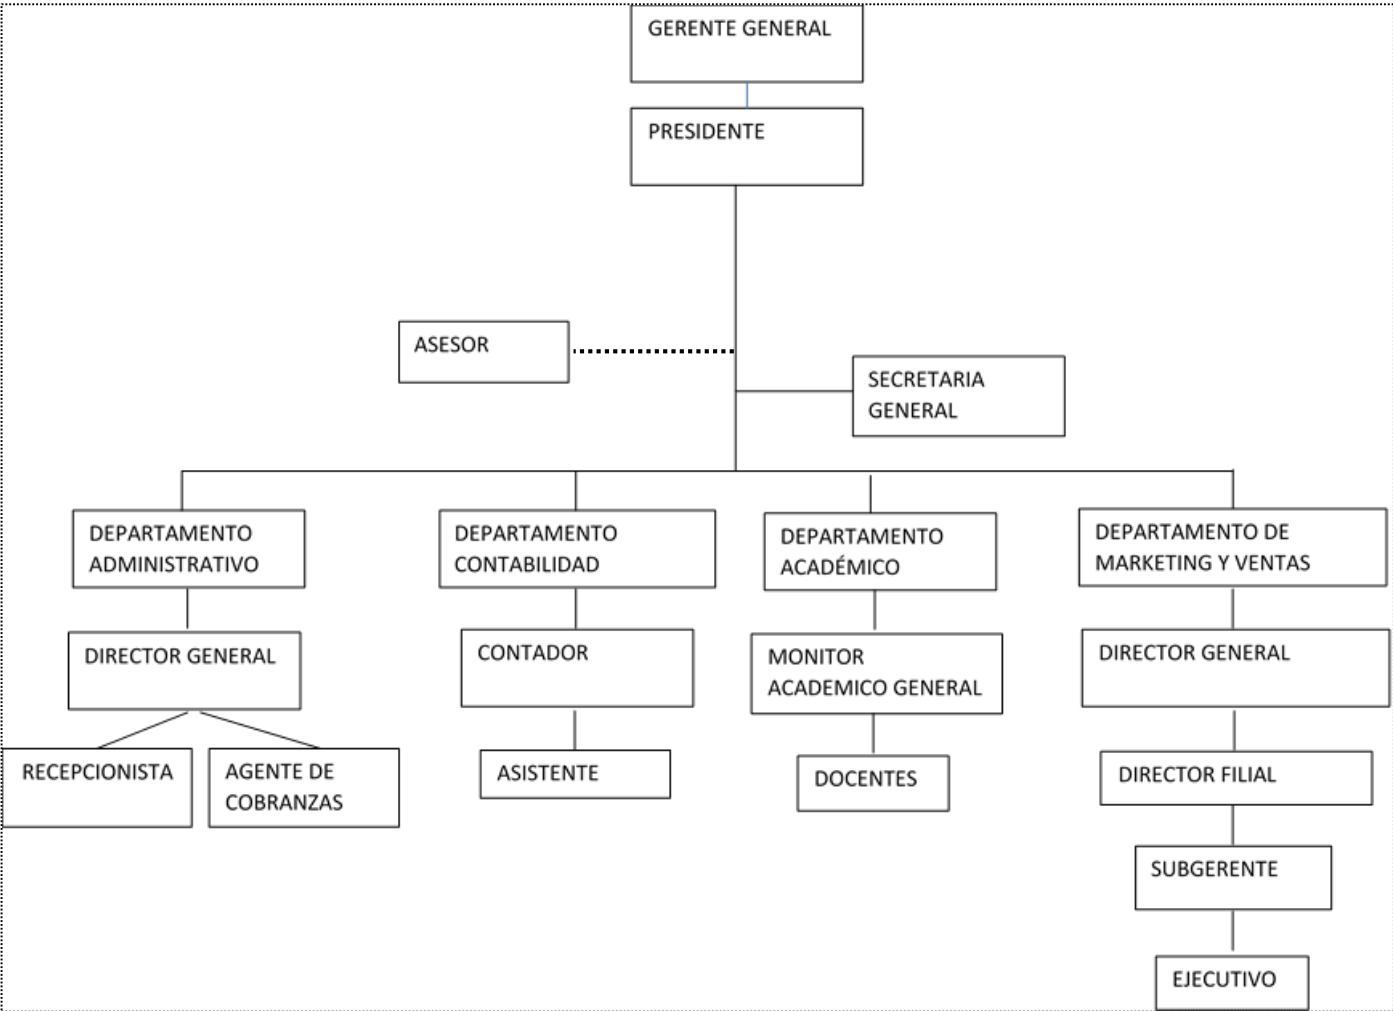 GERENTE GENERAL
PRESIDENTE
ASESOR
SECRETARIA
GENERAL
DEPARTAMENTO
ADMINISTRATIVO
DEPARTAMENTO
CONTABILIDAD
DEPARTAMENTO
ACADÉMICO
DEPARTAMENTO DE
MARKETING Y VENTAS
DIRECTOR GENERAL
CONTADOR
MONITOR
ACADEMICO GENERAL
DIRECTOR GENERAL
RECEPCIONISTA
AGENTE DE
COBRANZAS
ASISTENTE
DOCENTES
DIRECTOR FILIAL
SUBGERENTE
EJECUTIVO